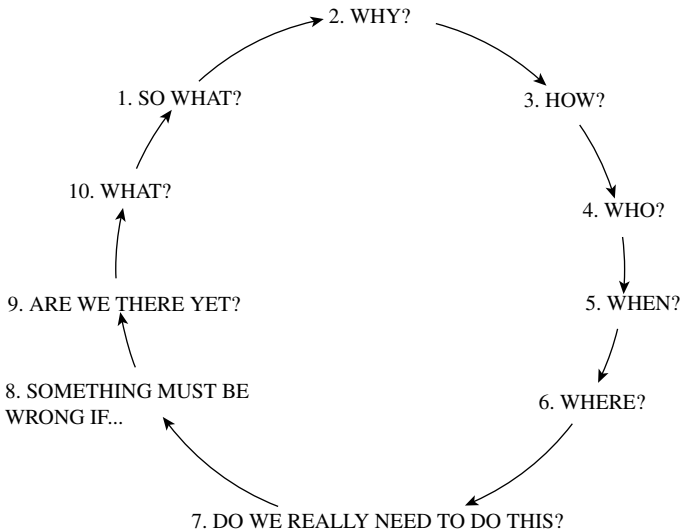 1. SO WHAT?
2. WHY?
3. HOW?
4. WHO?
5. WHEN?
6. WHERE?
7. DO WE REALLY NEED TO DO THIS?
8. SOMETHING MUST BE
WRONG IF...
9. ARE WE THERE YET?
10. WHAT?